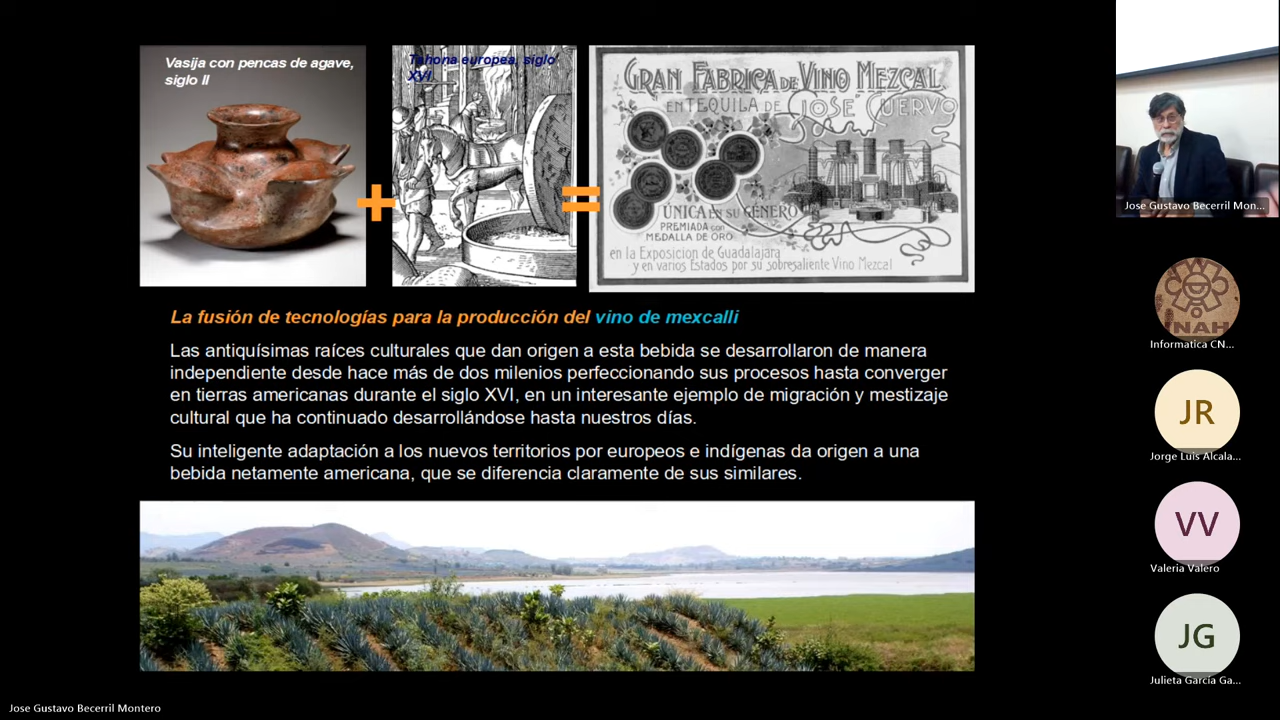 Vasija con pencas de agave,
siglo II
Tahona europea, siglo
XVI
GRAN FABRICA DE VINO MEZCAL
EN TEQUILA DE JOSE CUERVO
ÚNICA EN SU GÉNERO
PREMIADA con
MEDALLA DE ORO
en la Exposicion de Guadalajara
y en varios Estados por su sobresaliente Vino Mezcal
La fusión de tecnologías para la producción del vino de mexcalli
Las antiquísimas raíces culturales que dan origen a esta bebida se desarrollaron de manera
independiente desde hace más de dos milenios perfeccionando sus procesos hasta converger
en tierras americanas durante el siglo XVI, en un interesante ejemplo de migración y mestizaje
cultural que ha continuado desarrollándose hasta nuestros días.
Su inteligente adaptación a los nuevos territorios por europeos e indígenas da origen a una
bebida netamente americana, que se diferencia claramente de sus similares.
Jose Gustavo Becerril Mon...
INAH
Informatica CN...
JR
Jorge Luis Alcala...
VV
Valeria Valero
JG
Julieta García Ga...
Jose Gustavo Becerril Montero